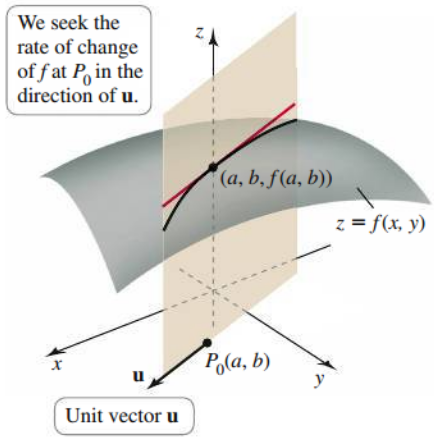 We seek the
rate of change
of f at P₀ in the
direction of u.
z
(a, b, f(a, b))
z = f(x, y)
x
u
P₀(a, b)
y
Unit vector u